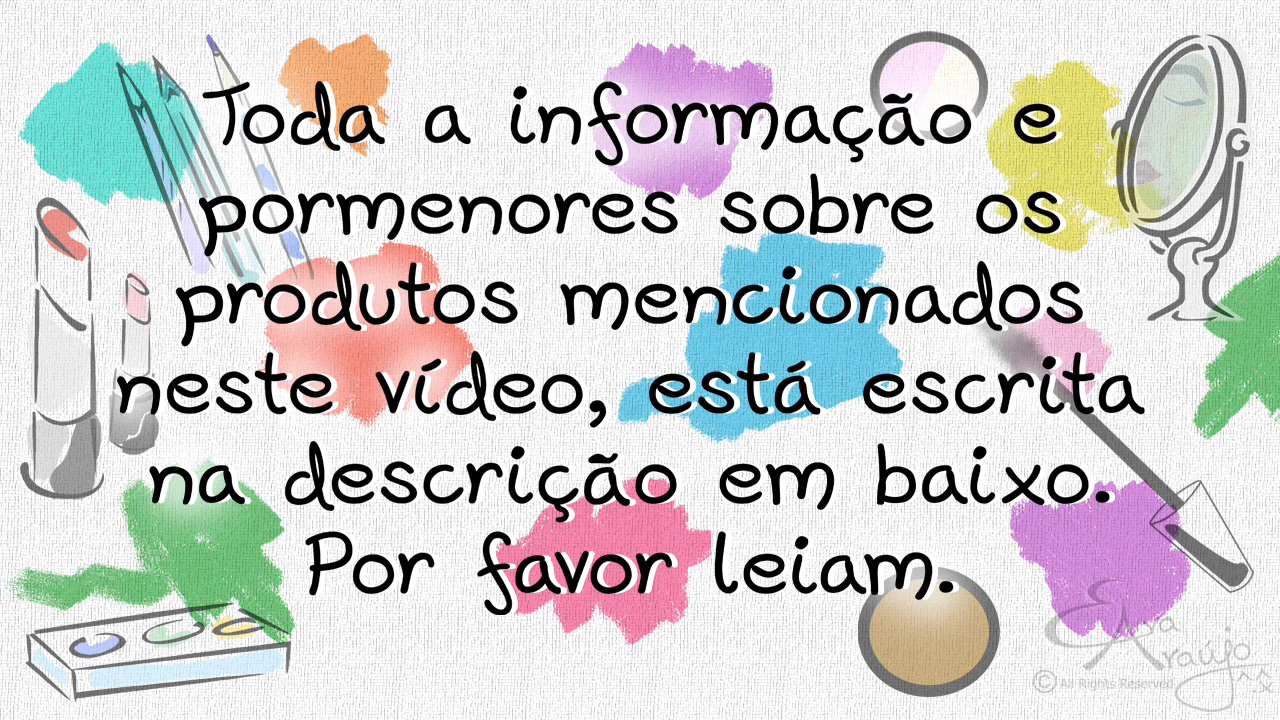 Toda a informação e
pormenores sobre os
produtos mencionados
neste vídeo, está escrita
na descrição em baixo.
Por favor leiam.
Araújo
© All Rights Reserved